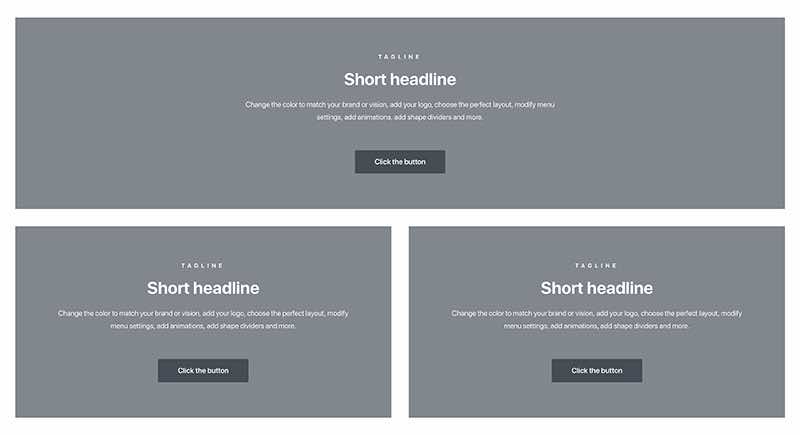 TAGLINE
Short headline
Change the color to match your brand or vision, add your logo, choose the perfect layout, modify menu
settings, add animations, add shape dividers and more.
Click the button
TAGLINE
Short headline
Change the color to match your brand or vision, add your logo, choose the perfect layout, modify
menu settings, add animations, add shape dividers and more.
Click the button
TAGLINE
Short headline
Change the color to match your brand or vision, add your logo, choose the perfect layout, modify
menu settings, add animations, add shape dividers and more.
Click the button